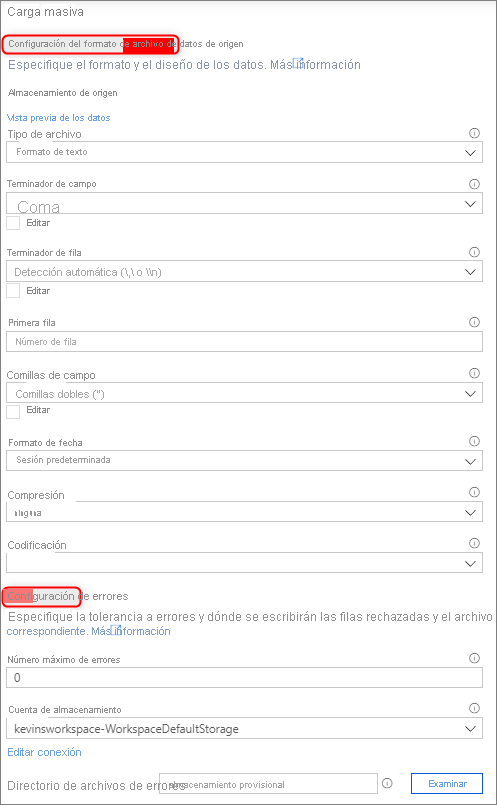 Carga masiva
Configuración del formato de archivo de datos de origen
Especifique el formato y el diseño de los datos. Más información
Almacenamiento de origen
Vista previa de los datos
Tipo de archivo
Formato de texto
Terminador de campo
Coma
Editar
Terminador de fila
Detección automática (\,\ o \\n)
Editar
Primera fila
Número de fila
Comillas de campo
Comillas dobles (")
Editar
Formato de fecha
Sesión predeterminada
Compresión
Codificación
Configuración de errores
Especifique la tolerancia a errores y dónde se escribirán las filas rechazadas y el archivo
correspondiente. Más información
Número máximo de errores
0
Cuenta de almacenamiento
kevinsworkspace-WorkspaceDefaultStorage
Editar conexión
Directorio de archivos de errores almacenamiento provisional Examinar